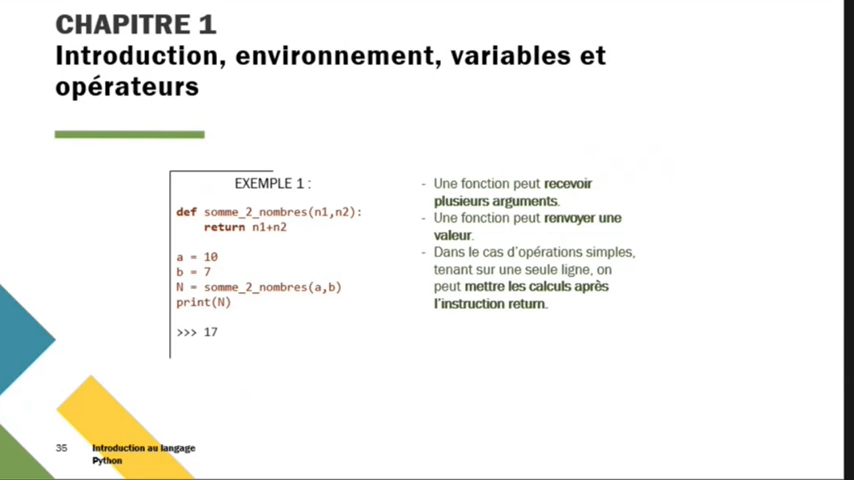 CHAPITRE 1
Introduction, environnement, variables et
opérateurs
EXEMPLE 1 :
def somme_2_nombres(n1,n2):
    return n1+n2
a = 10
b = 7
N = somme_2_nombres(a,b)
print(N)
>>> 17
- Une fonction peut recevoir
plusieurs arguments.
- Une fonction peut renvoyer une
valeur.
- Dans le cas d'opérations simples,
tenant sur une seule ligne, on
peut mettre les calculs après
l'instruction return.
35
Introduction au langage
Python